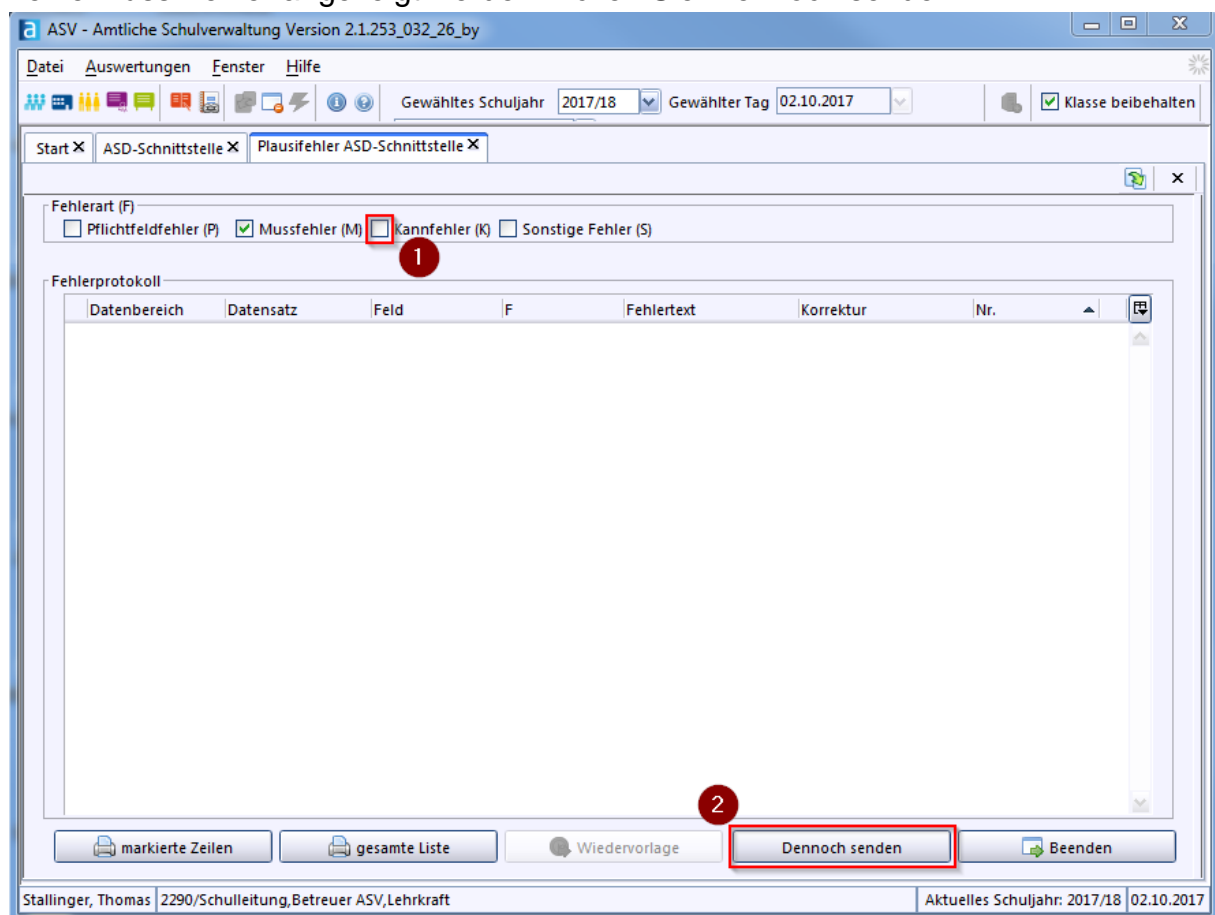 ASV - Amtliche Schulverwaltung Version 2.1.253_032_26_by
Datei Auswertungen Fenster Hilfe
Gewähltes Schuljahr 2017/18 Gewählter Tag 02.10.2017 Klasse beibehalten
Start ASD-Schnittstelle Plausifehler ASD-Schnittstelle
Fehlerart (F)
Pflichtfeldfehler (P) Mussfehler (M) Kannfehler (K) Sonstige Fehler (S)
1
Fehlerprotokoll
Datenbereich Datensatz Feld F Fehlertext Korrektur Nr.
2
markierte Zeilen gesamte Liste Wiedervorlage Dennoch senden Beenden
Stallinger, Thomas 2290/Schulleitung,Betreuer ASV,Lehrkraft Aktuelles Schuljahr: 2017/18 02.10.2017